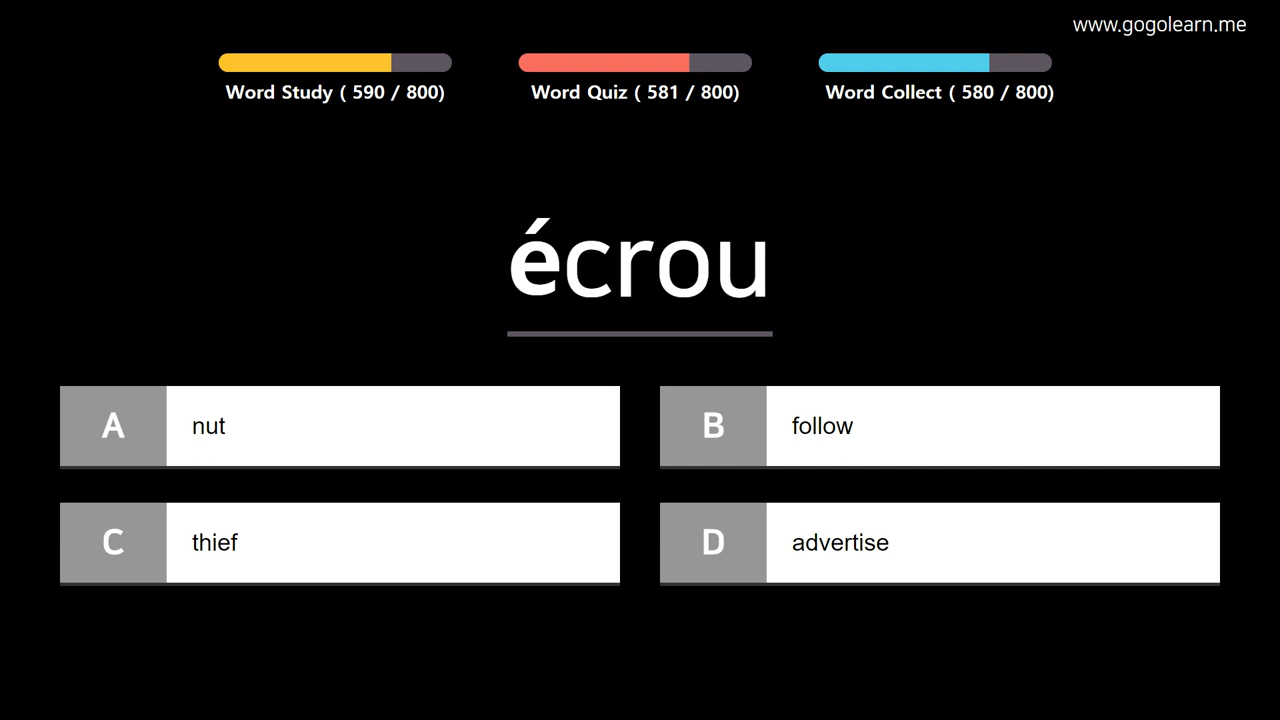 www.gogolearn.me
Word Study ( 590 / 800)
Word Quiz ( 581 / 800)
Word Collect ( 580 / 800)
écrou
A nut
B follow
C thief
D advertise